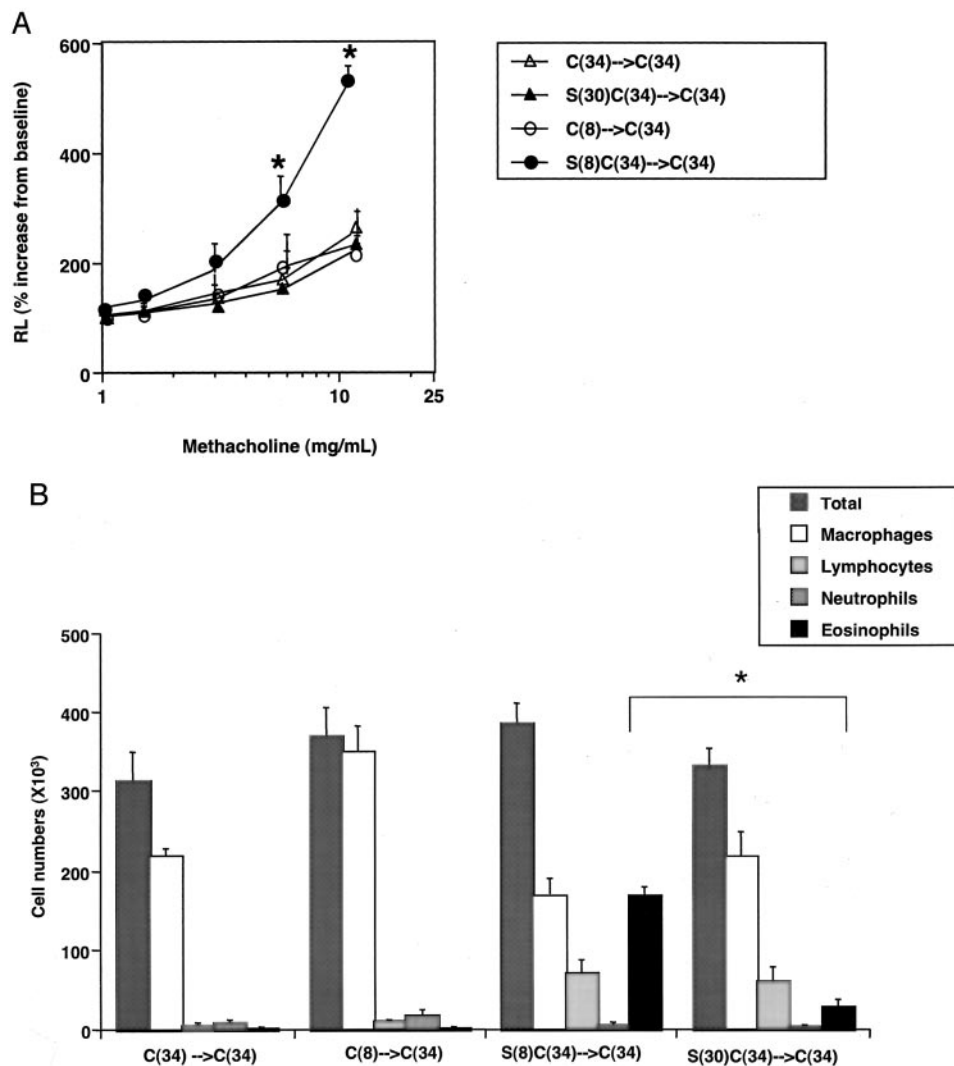 A
600
400
200
0
1
10
25
RL (% increase from baseline)
Methacholine (mg/mL)
*
*
C(34)-->C(34)
S(30)C(34)-->C(34)
C(8)-->C(34)
S(8)C(34)-->C(34)
B
Total
Macrophages
Lymphocytes
Neutrophils
Eosinophils
500
400
300
200
100
0
Cell numbers (X10³)
*
C(34) -->C(34)
C(8)-->C(34)
S(8)C(34)-->C(34)
S(30)C(34)-->C(34)